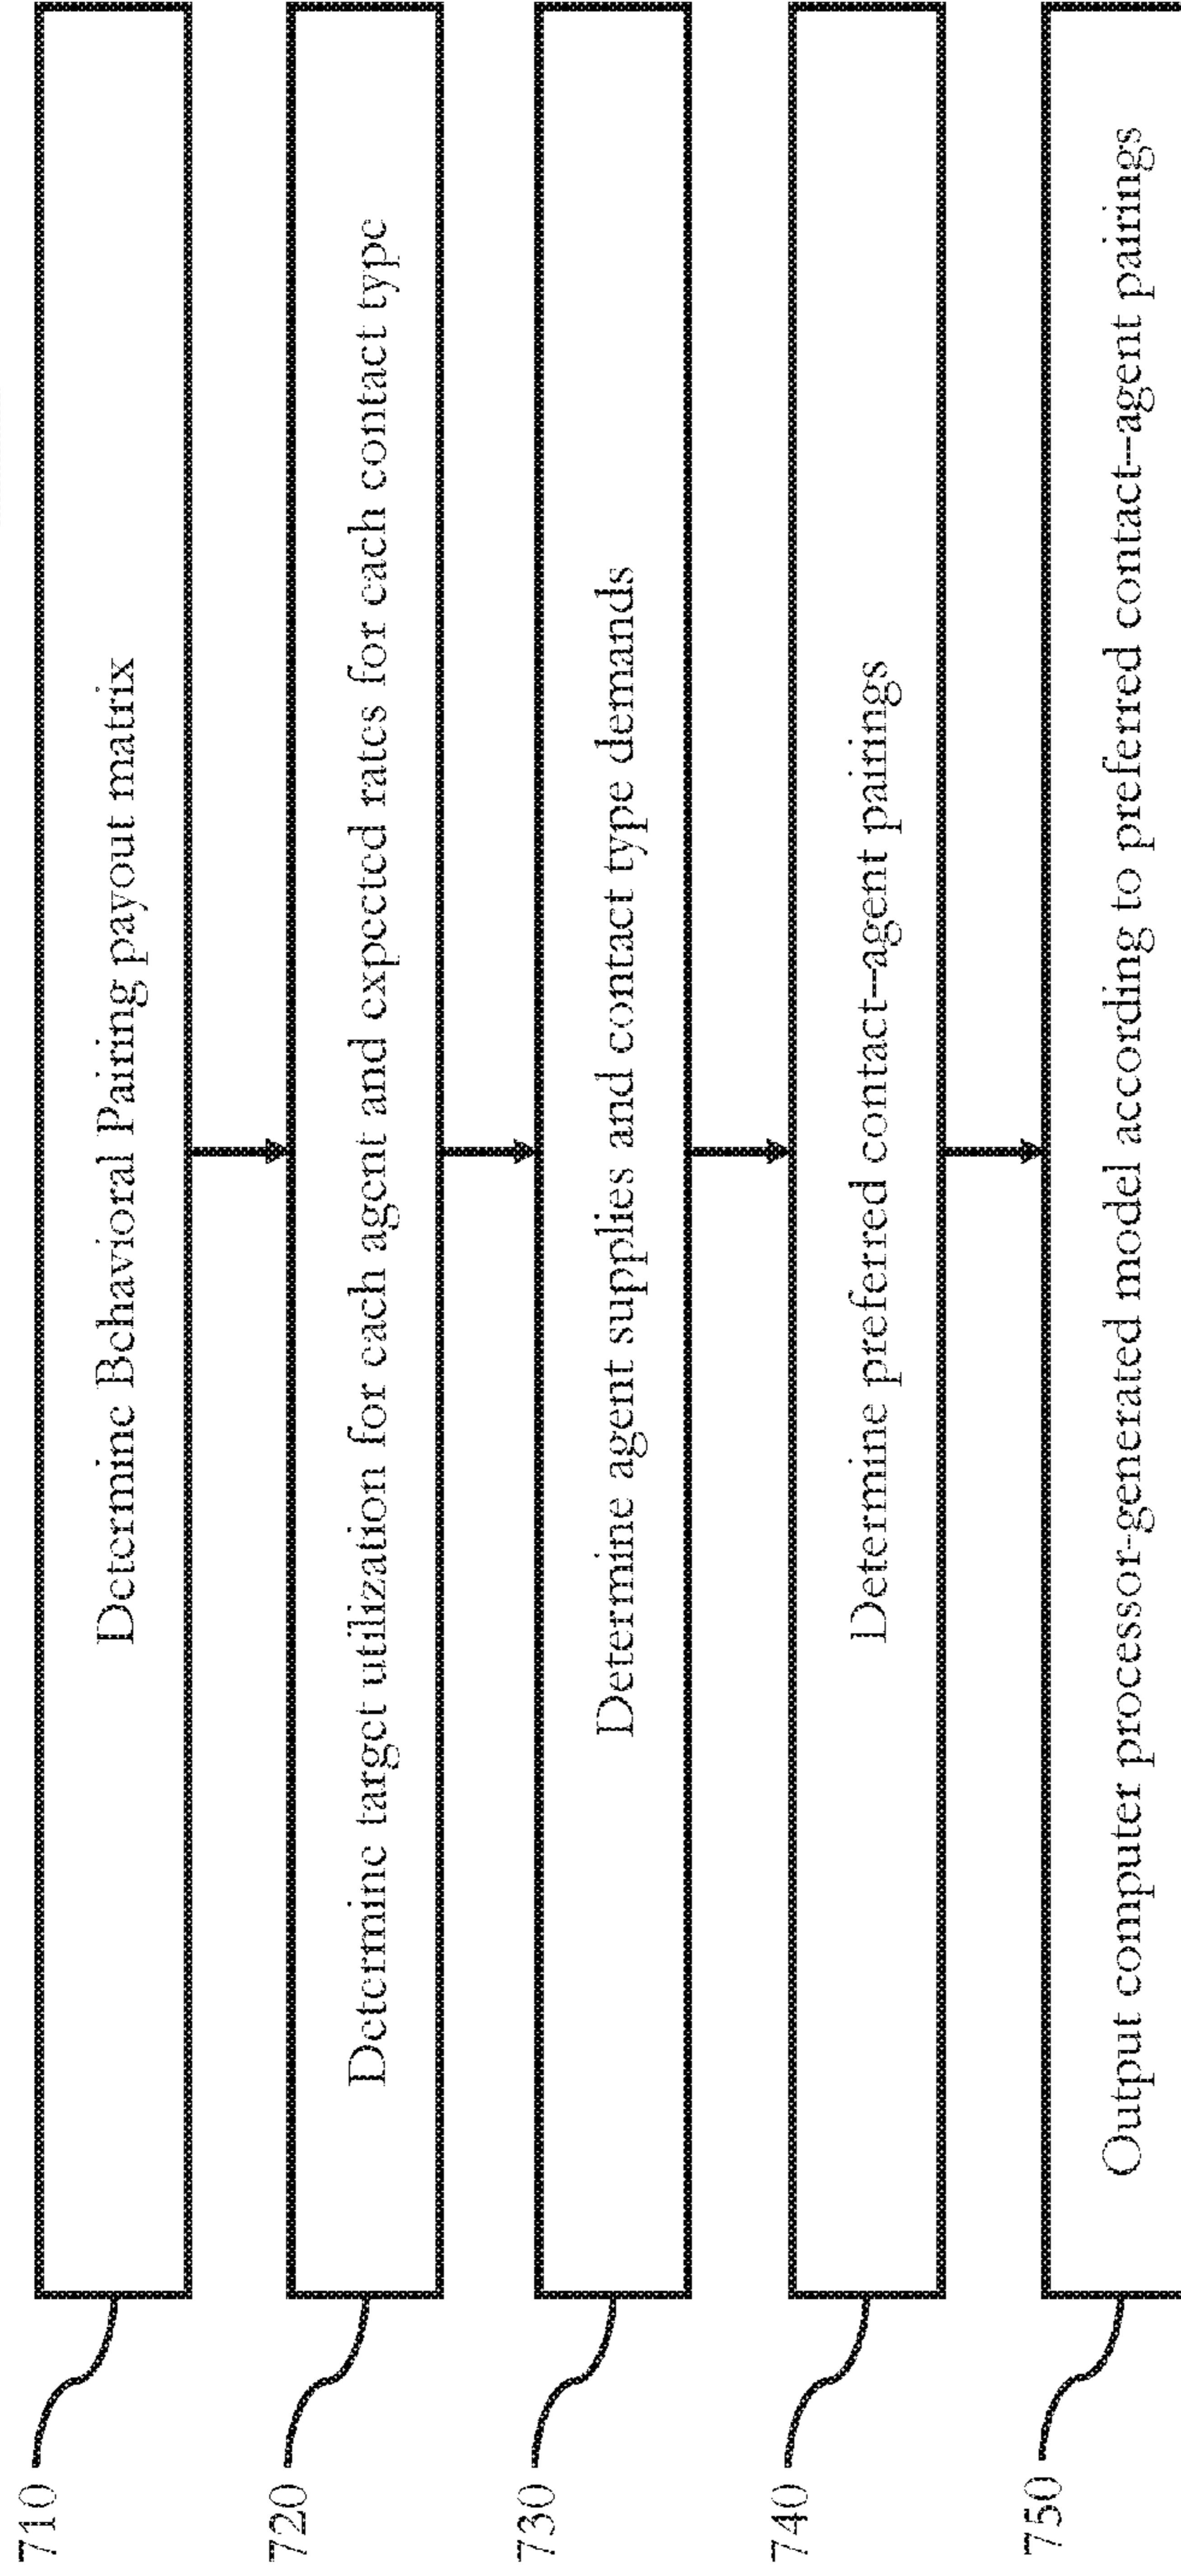 710
Determine Behavioral Pairing payout matrix
720
Determine target utilization for each agent and expected rates for each contact type
730
Determine agent supplies and contact type demands
740
Determine preferred contact–agent pairings
750
Output computer processor-generated model according to preferred contact–agent pairings